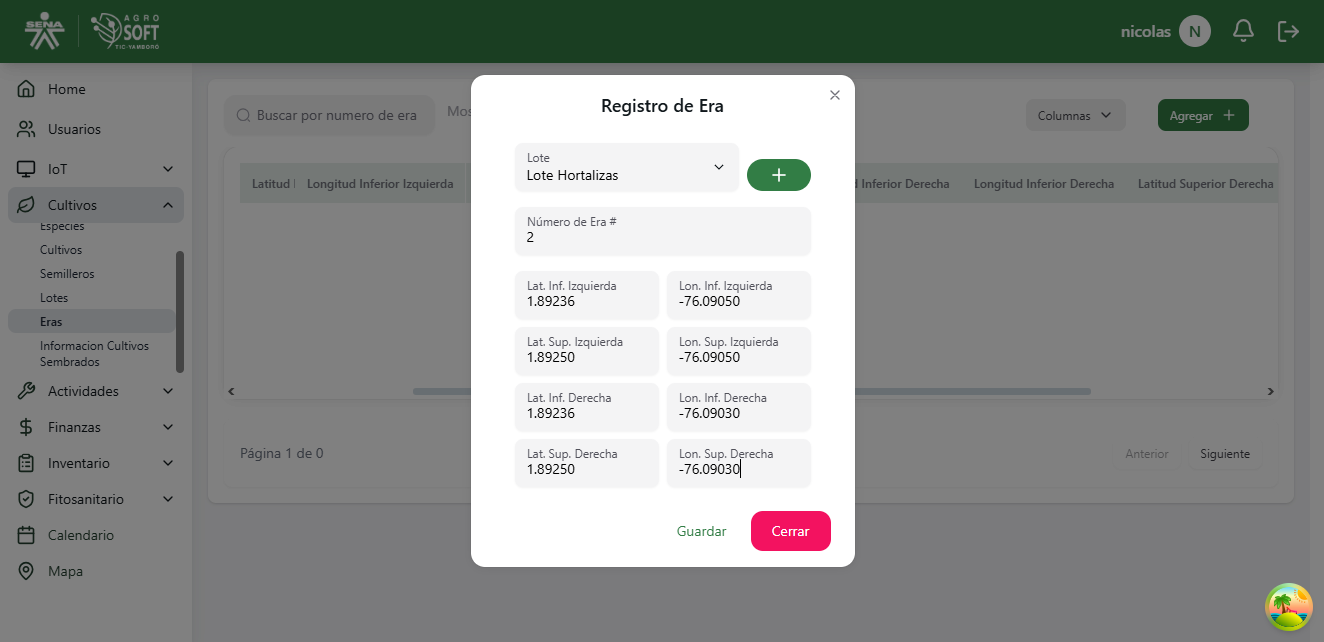 SENA
AGRO
SOFT
TIC-YAMBORÓ
nicolas
N
Home
Usuarios
IoT
Cultivos
Especies
Cultivos
Semilleros
Lotes
Eras
Informacion Cultivos
Sembrados
Actividades
Finanzas
Inventario
Fitosanitario
Calendario
Mapa
Buscar por numero de era
Mos
Columnas
Agregar +
Latitud
Longitud Inferior Izquierda
Inferior Derecha
Longitud Inferior Derecha
Latitud Superior Derecha
Página 1 de 0
Anterior
Siguiente
Registro de Era
Lote
Lote Hortalizas
+
Número de Era #
2
Lat. Inf. Izquierda
1.89236
Lon. Inf. Izquierda
-76.09050
Lat. Sup. Izquierda
1.89250
Lon. Sup. Izquierda
-76.09050
Lat. Inf. Derecha
1.89236
Lon. Inf. Derecha
-76.09030
Lat. Sup. Derecha
1.89250
Lon. Sup. Derecha
-76.09030
Guardar
Cerrar